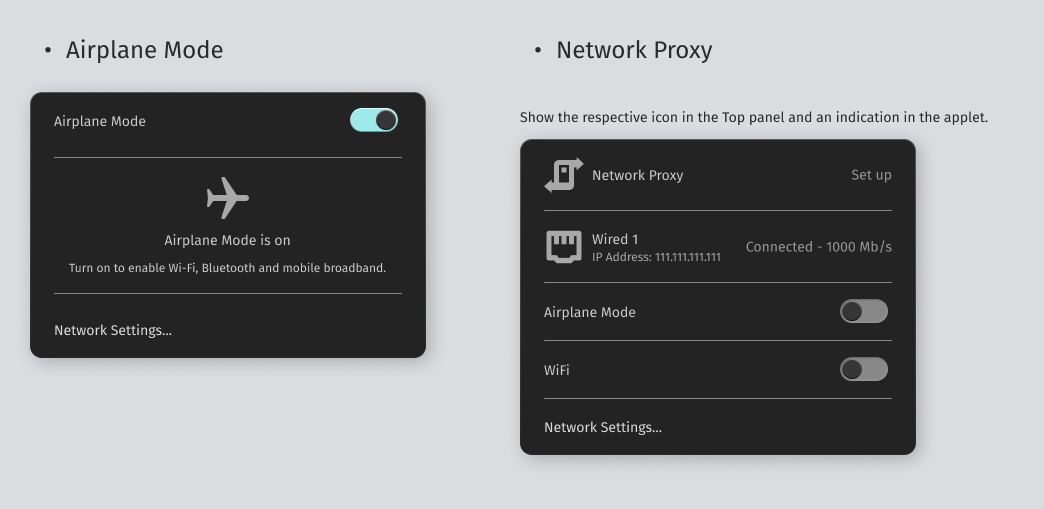 • Airplane Mode
Airplane Mode
Airplane Mode is on
Turn on to enable Wi-Fi, Bluetooth and mobile broadband.
Network Settings...
• Network Proxy
Show the respective icon in the Top panel and an indication in the applet.
Network Proxy Set up
Wired 1
IP Address: 111.111.111.111
Connected - 1000 Mb/s
Airplane Mode
WiFi
Network Settings...